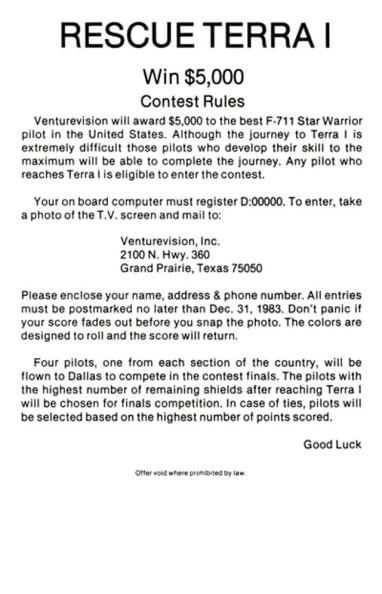 RESCUE TERRA I
Win $5,000
Contest Rules
Venturevision will award $5,000 to the best F-711 Star Warrior
pilot in the United States. Although the journey to Terra I is
extremely difficult those pilots who develop their skill to the
maximum will be able to complete the journey. Any pilot who
reaches Terra I is eligible to enter the contest.
Your on board computer must register D:00000. To enter, take
a photo of the T.V. screen and mail to:
Venturevision, Inc.
2100 N. Hwy. 360
Grand Prairie, Texas 75050
Please enclose your name, address & phone number. All entries
must be postmarked no later than Dec. 31, 1983. Don't panic if
your score fades out before you snap the photo. The colors are
designed to roll and the score will return.
Four pilots, one from each section of the country, will be
flown to Dallas to compete in the contest finals. The pilots with
the highest number of remaining shields after reaching Terra I
will be chosen for finals competition. In case of ties, pilots will
be selected based on the highest number of points scored.
Good Luck
Offer void where prohibited by law.